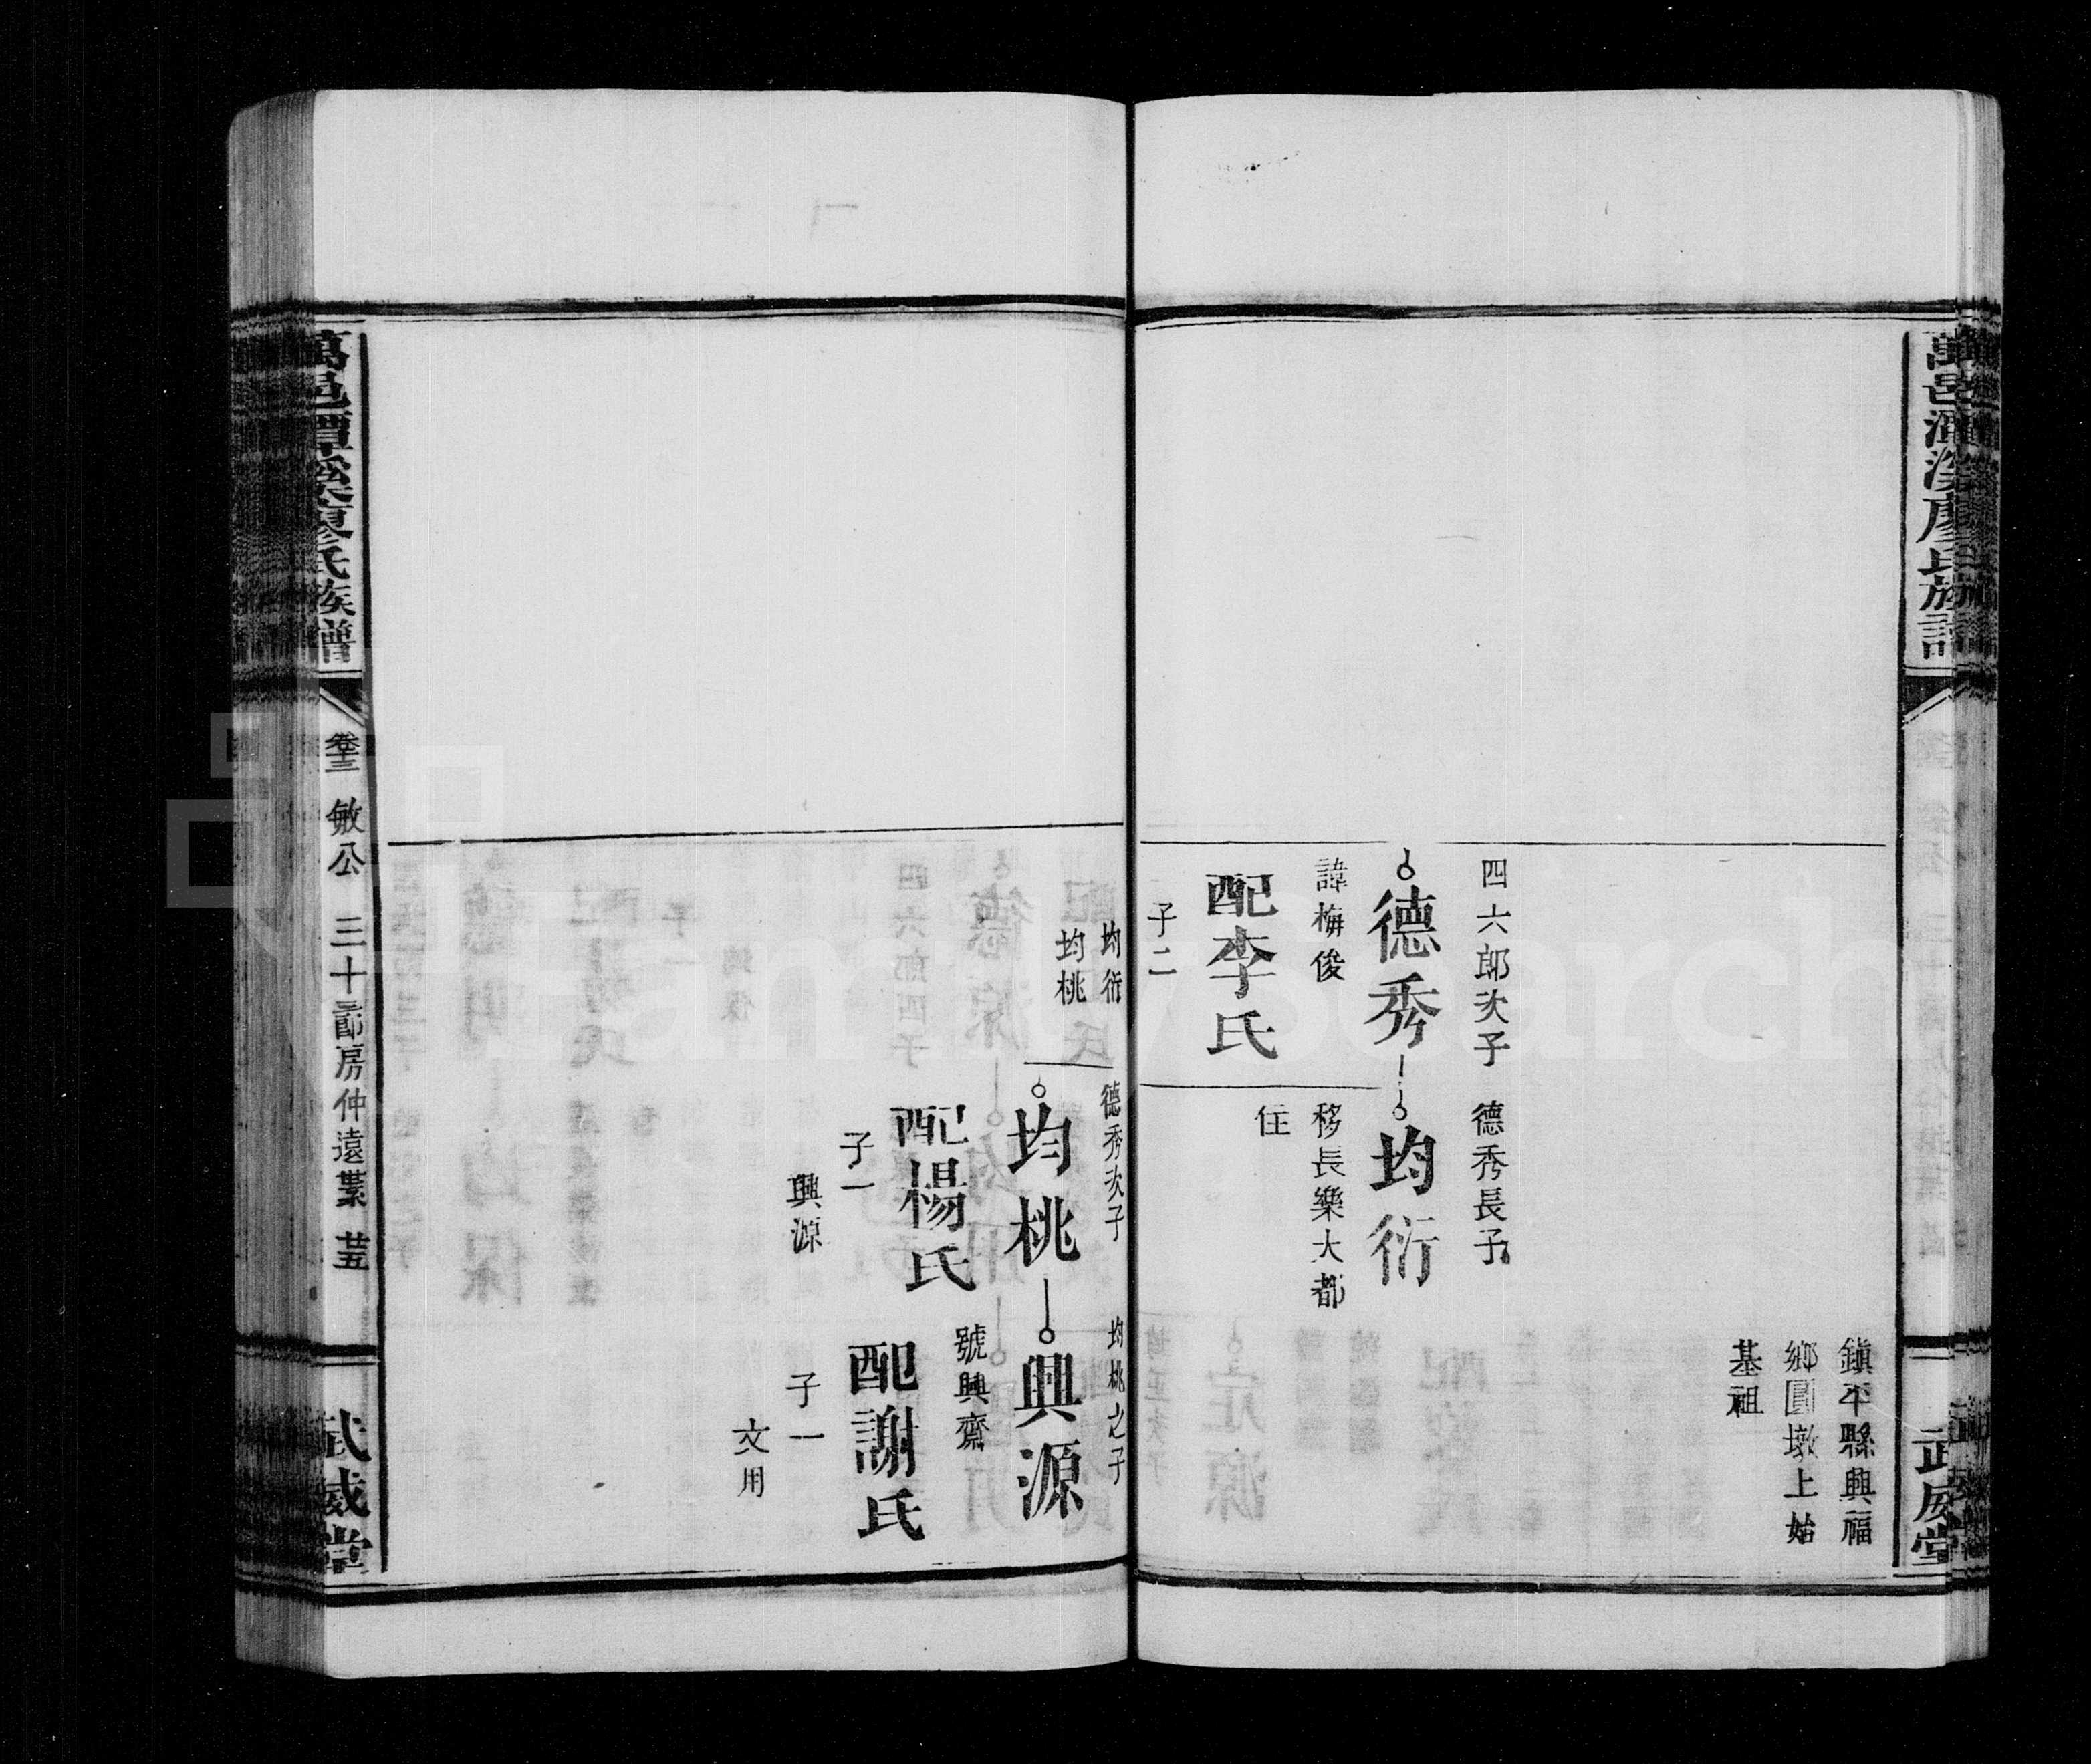 萬邑潭溪廖氏族譜
武威堂
鎭平縣興福
鄉圓墩上始
基祖
四六郎次子
德秀
諱梅俊
配李氏
子二
德秀長子
均衍
移長樂大都
住
均衍
均桃
德秀次子
均桃
配楊氏
子一
興源
均桃之子
興源
號興齋
配謝氏
子一
文用
萬邑潭溪廖氏族譜
卷十三
敏公
三十二郎房仲遠業
廿五
武威堂